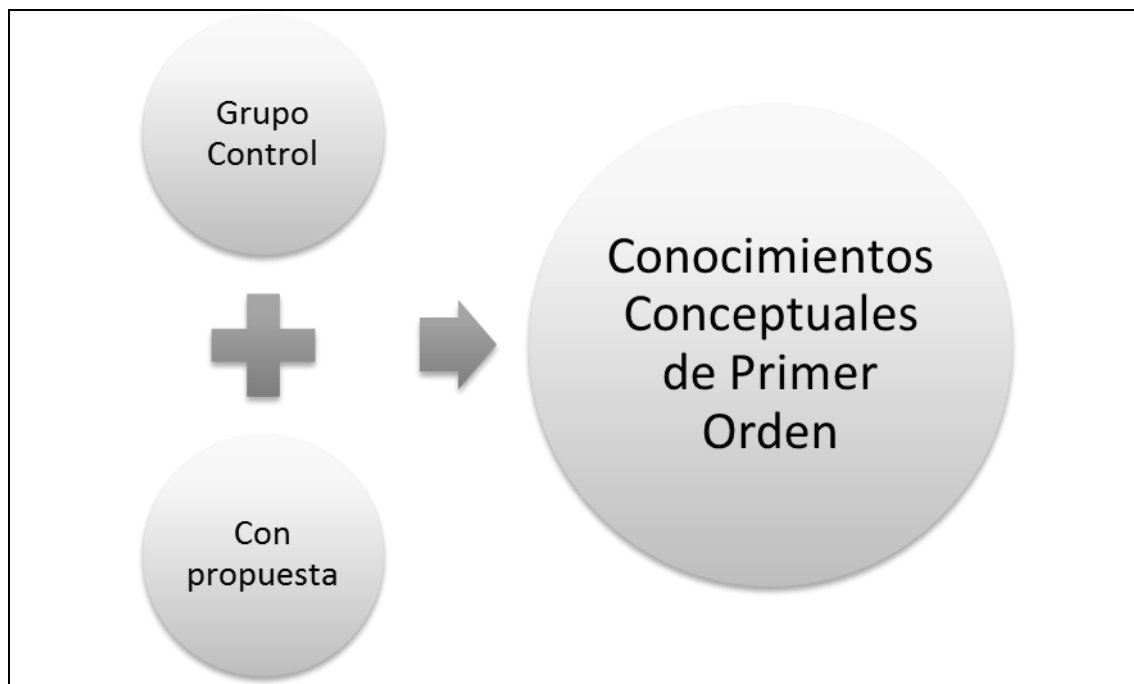 Grupo
Control
Con
propuesta
Conocimientos
Conceptuales
de Primer
Orden